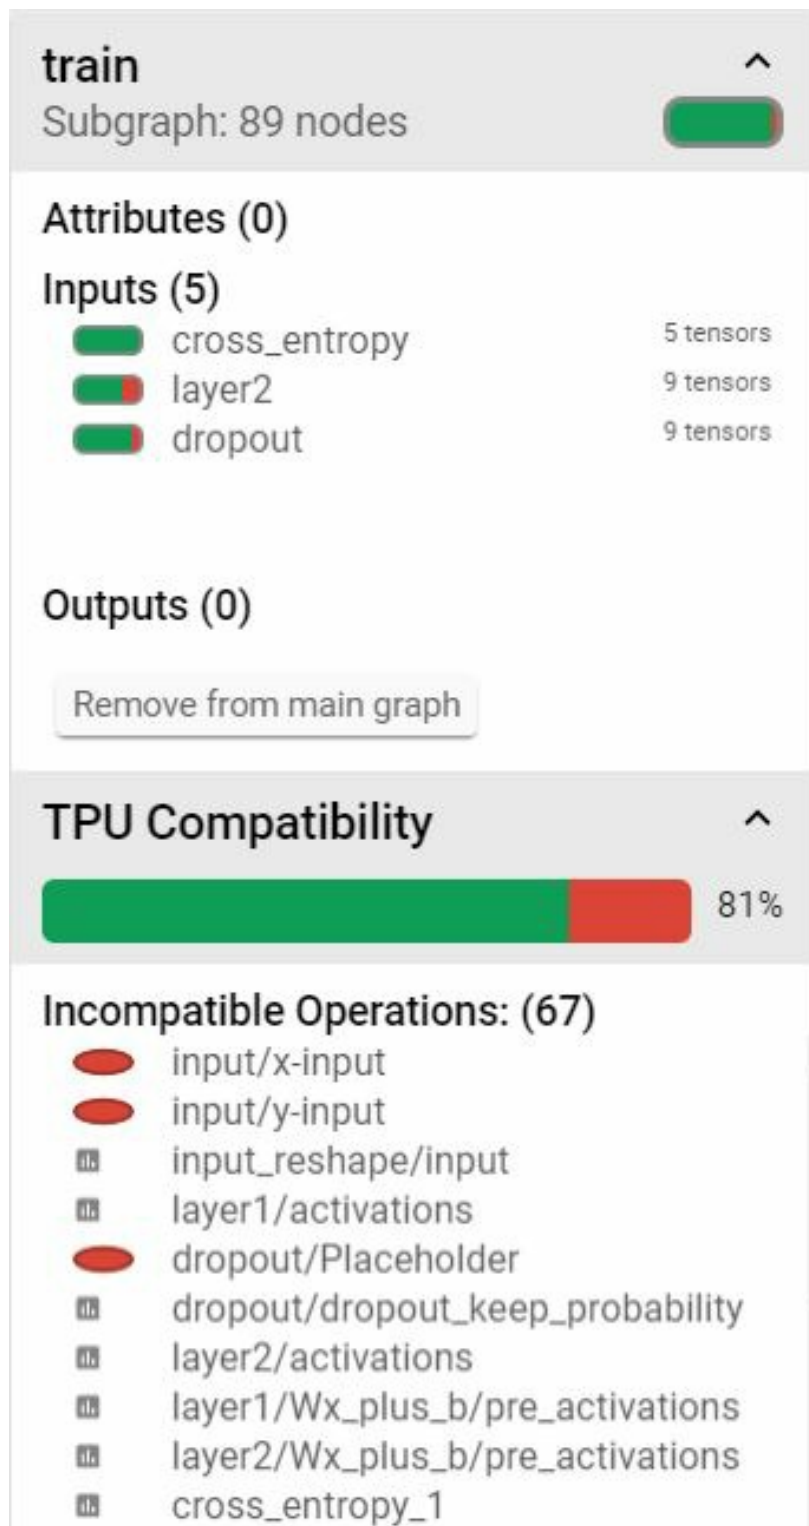 train
Subgraph: 89 nodes
Attributes (0)
Inputs (5)
cross_entropy 5 tensors
layer2 9 tensors
dropout 9 tensors
Outputs (0)
Remove from main graph
TPU Compatibility
81%
Incompatible Operations: (67)
input/x-input
input/y-input
input_reshape/input
layer1/activations
dropout/Placeholder
dropout/dropout_keep_probability
layer2/activations
layer1/Wx_plus_b/pre_activations
layer2/Wx_plus_b/pre_activations
cross_entropy_1